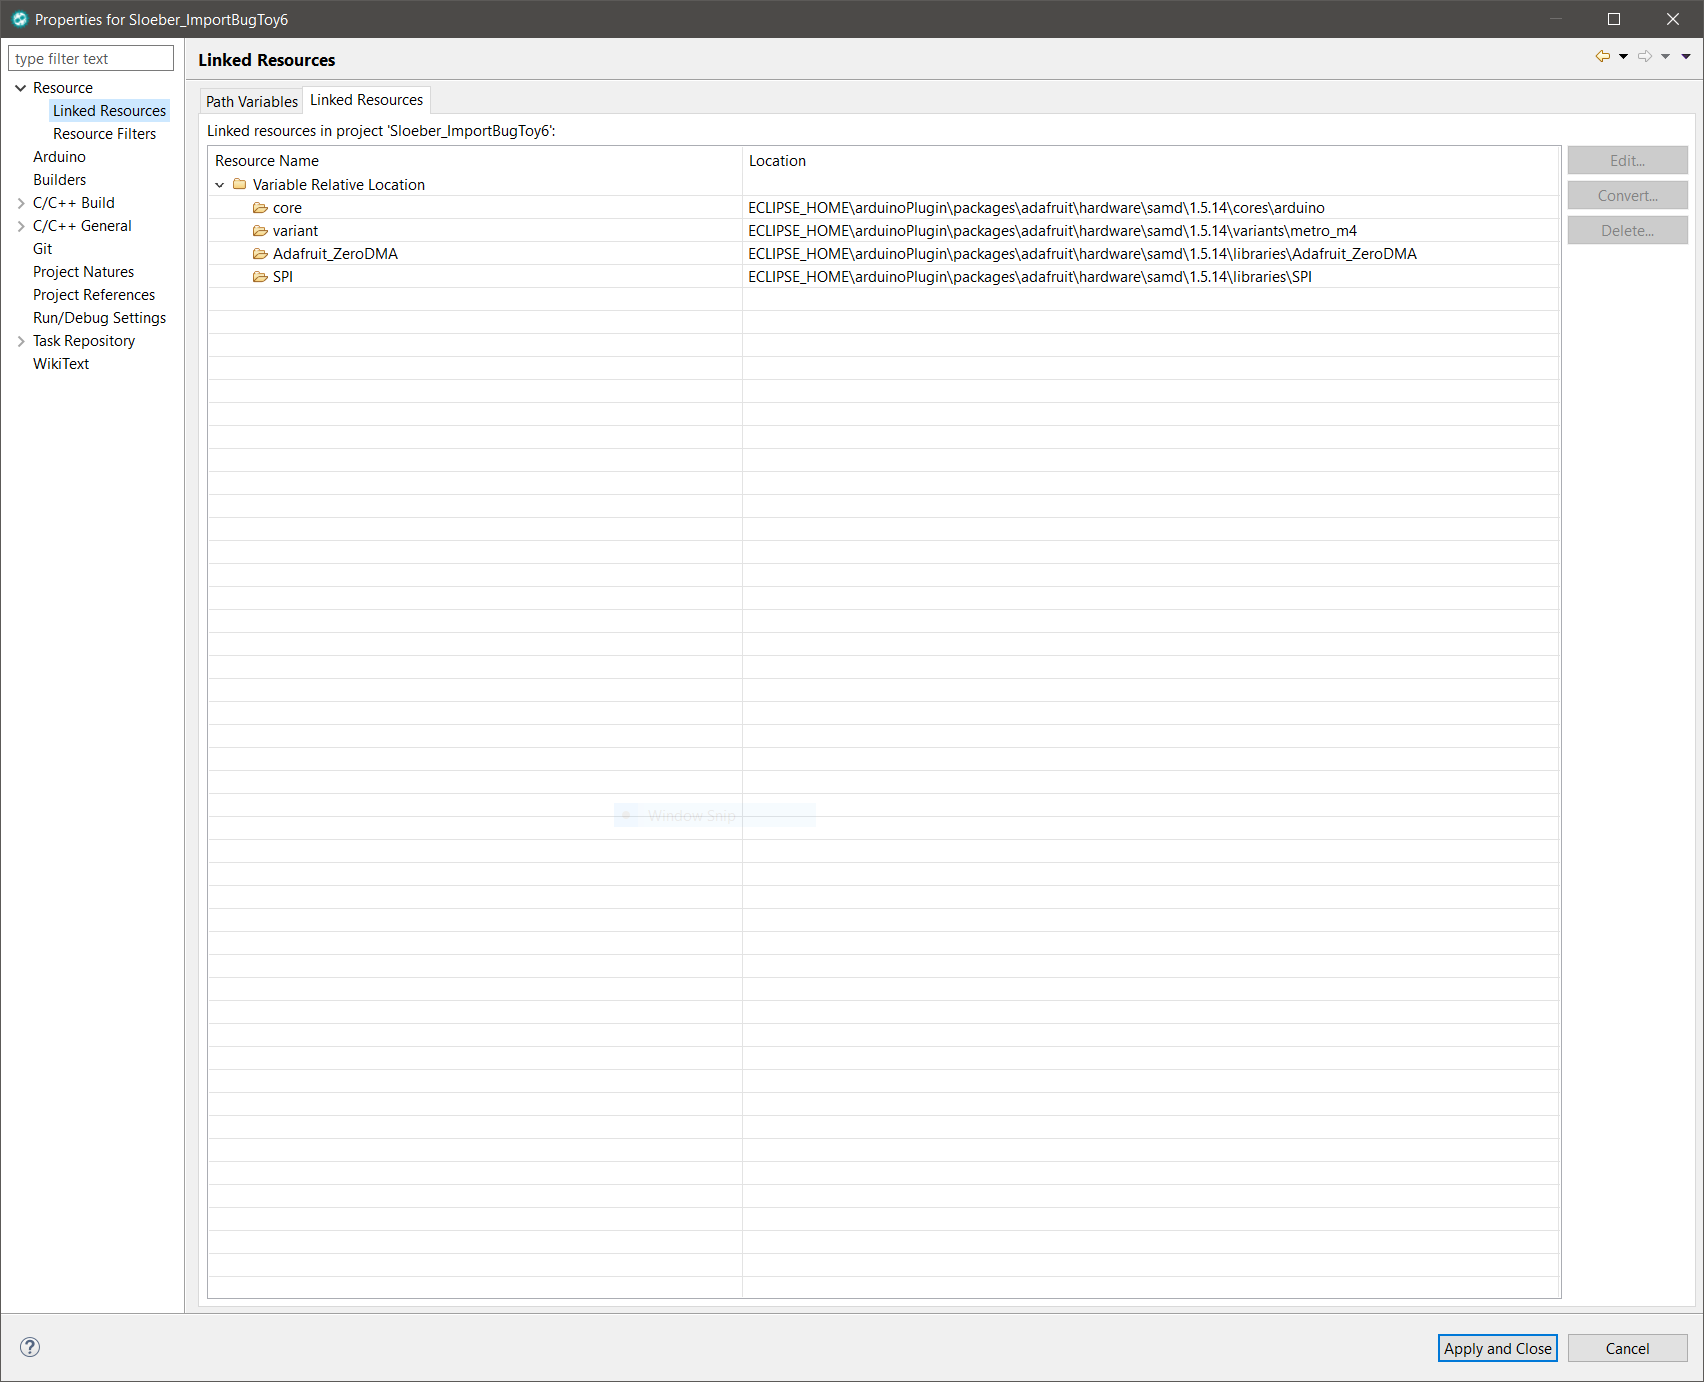 Properties for Sloeber_ImportBugToy6
type filter text
Linked Resources
Resource
Linked Resources
Resource Filters
Arduino
Builders
C/C++ Build
C/C++ General
Git
Project Natures
Project References
Run/Debug Settings
Task Repository
WikiText
Path Variables Linked Resources
Linked resources in project 'Sloeber_ImportBugToy6':
Resource Name Location
Variable Relative Location
core ECLIPSE_HOME\arduinoPlugin\packages\adafruit\hardware\samd\1.5.14\cores\arduino
variant ECLIPSE_HOME\arduinoPlugin\packages\adafruit\hardware\samd\1.5.14\variants\metro_m4
Adafruit_ZeroDMA ECLIPSE_HOME\arduinoPlugin\packages\adafruit\hardware\samd\1.5.14\libraries\Adafruit_ZeroDMA
SPI ECLIPSE_HOME\arduinoPlugin\packages\adafruit\hardware\samd\1.5.14\libraries\SPI
Edit...
Convert...
Delete...
Window Snip
Apply and Close Cancel